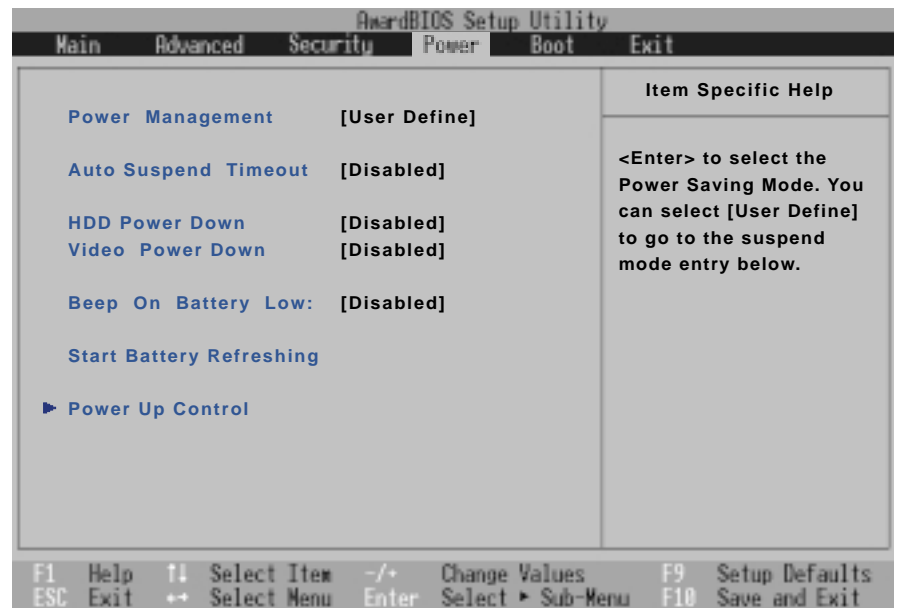 AwardBIOS Setup Utility
Main Advanced Security Power Boot Exit
Power Management [User Define]
Auto Suspend Timeout [Disabled]
HDD Power Down [Disabled]
Video Power Down [Disabled]
Beep On Battery Low: [Disabled]
Start Battery Refreshing
▶ Power Up Control
Item Specific Help
<Enter> to select the
Power Saving Mode. You
can select [User Define]
to go to the suspend
mode entry below.
F1 Help ↑↓ Select Item -/+ Change Values F9 Setup Defaults
ESC Exit ←→ Select Menu Enter Select ▶ Sub-Menu F10 Save and Exit